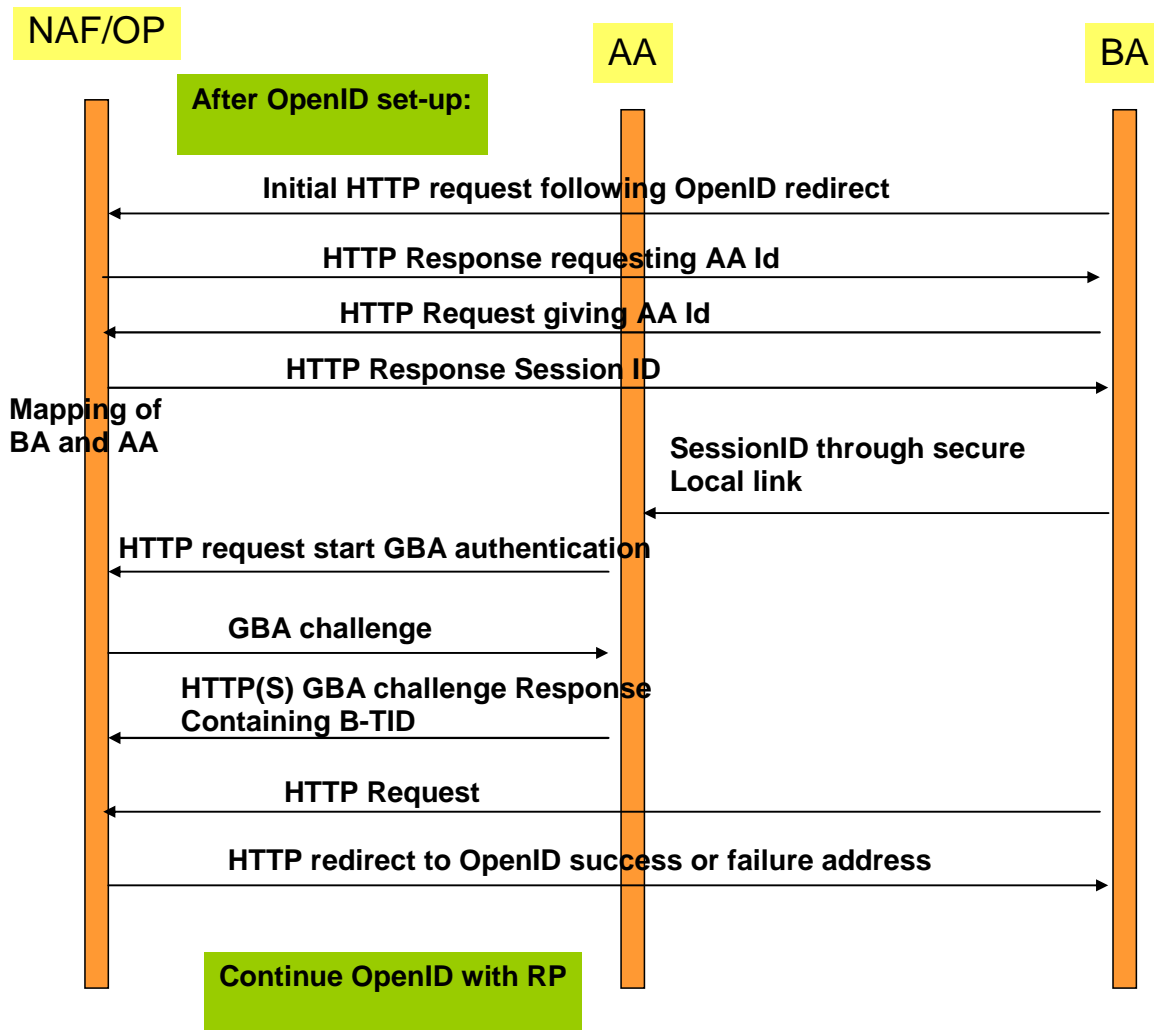 NAF/OP
AA
BA
After OpenID set-up:
Initial HTTP request following OpenID redirect
HTTP Response requesting AA Id
HTTP Request giving AA Id
HTTP Response Session ID
Mapping of
BA and AA
SessionID through secure
Local link
HTTP request start GBA authentication
GBA challenge
HTTP(S) GBA challenge Response
Containing B-TID
HTTP Request
HTTP redirect to OpenID success or failure address
Continue OpenID with RP